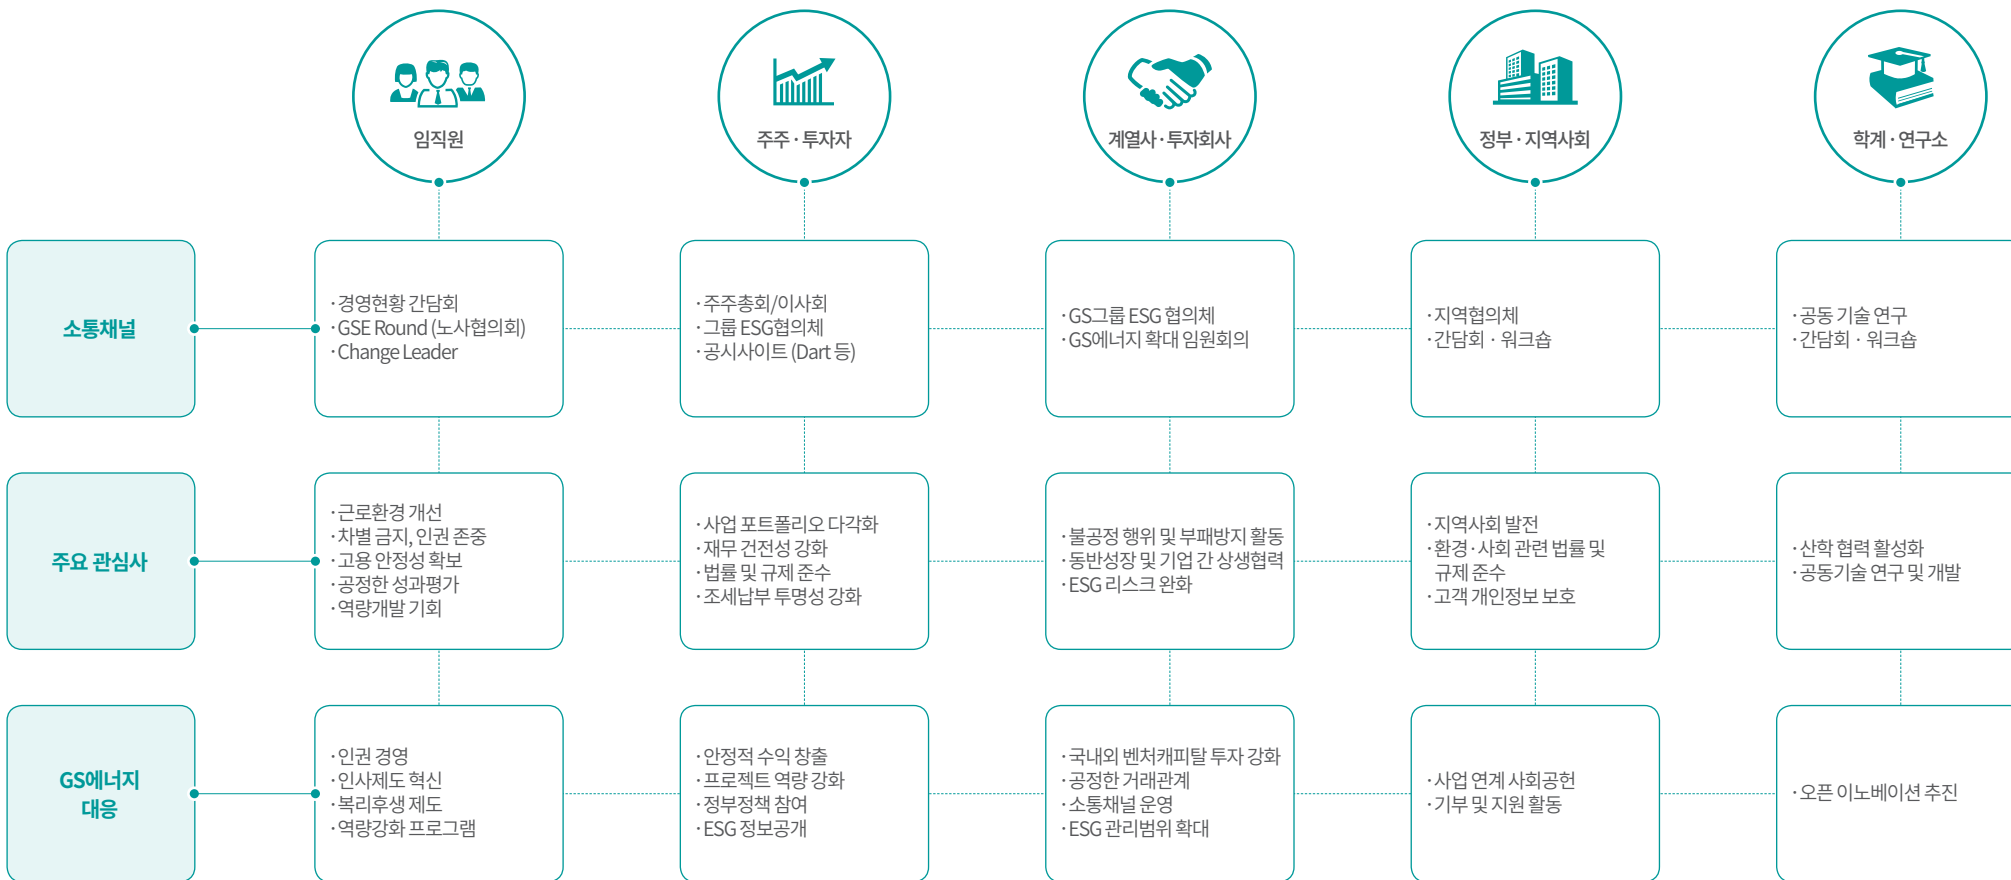 임직원
주주 · 투자자
계열사 · 투자회사
정부 · 지역사회
학계 · 연구소
소통채널
· 경영현황 간담회
· GSE Round (노사협의회)
· Change Leader
· 주주총회/이사회
· 그룹 ESG협의체
· 공시사이트 (Dart 등)
· GS그룹 ESG 협의체
· GS에너지 확대 임원회의
· 지역협의체
· 간담회 · 워크숍
· 공동 기술 연구
· 간담회 · 워크숍
주요 관심사
· 근로환경 개선
· 차별 금지, 인권 존중
· 고용 안정성 확보
· 공정한 성과평가
· 역량개발 기회
· 사업 포트폴리오 다각화
· 재무 건전성 강화
· 법률 및 규제 준수
· 조세납부 투명성 강화
· 불공정 행위 및 부패방지 활동
· 동반성장 및 기업 간 상생협력
· ESG 리스크 완화
· 지역사회 발전
· 환경·사회 관련 법률 및
규제 준수
· 고객 개인정보 보호
· 산학 협력 활성화
· 공동기술 연구 및 개발
GS에너지
대응
· 인권 경영
· 인사제도 혁신
· 복리후생 제도
· 역량강화 프로그램
· 안정적 수익 창출
· 프로젝트 역량 강화
· 정부정책 참여
· ESG 정보공개
· 국내외 벤처캐피탈 투자 강화
· 공정한 거래관계
· 소통채널 운영
· ESG 관리범위 확대
· 사업 연계 사회공헌
· 기부 및 지원 활동
· 오픈 이노베이션 추진